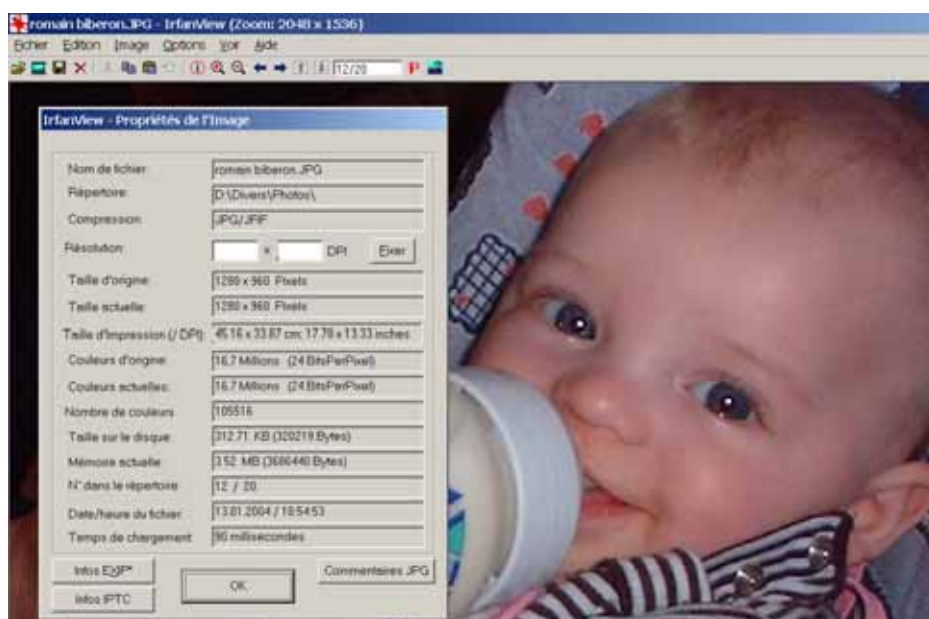 romain biberon.JPG - IrfanView (Zoom: 2048 x 1536)
Fichier Edition Image Options Voir Aide
12/20
IrfanView - Propriétés de l'Image
Nom de fichier: romain biberon.JPG
Répertoire: D:\Divers\Photos\
Compression: JPG/JFIF
Résolution: x DPI Fixer
Taille d'origine: 1280 x 960 Pixels
Taille actuelle: 1280 x 960 Pixels
Taille d'impression (/ DPI): 45.16 x 33.87 cm; 17.78 x 13.33 inches
Couleurs d'origine: 16,7 Millions (24 BitsPerPixel)
Couleurs actuelles: 16,7 Millions (24 BitsPerPixel)
Nombre de couleurs 105516
Taille sur le disque: 312.71 KB (320219 Bytes)
Mémoire actuelle: 3.52 MB (3686440 Bytes)
N° dans le répertoire 12 / 20
Date/heure du fichier 13.01.2004 / 18:54:53
Temps de chargement 90 millisecondes
Infos EXIF* OK Commentaires JPG
Infos IPTC